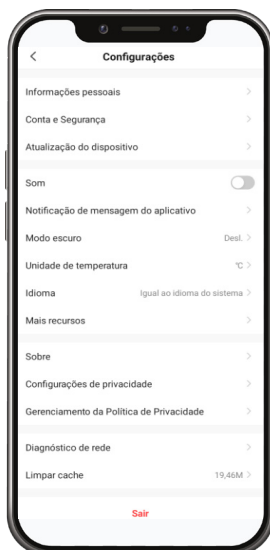 Configurações
Informações pessoais
Conta e Segurança
Atualização do dispositivo
Som
Notificação de mensagem do aplicativo
Modo escuro Desl.
Unidade de temperatura °C
Idioma Igual ao idioma do sistema
Mais recursos
Sobre
Configurações de privacidade
Gerenciamento da Política de Privacidade
Diagnóstico de rede
Limpar cache 19,46M
Sair